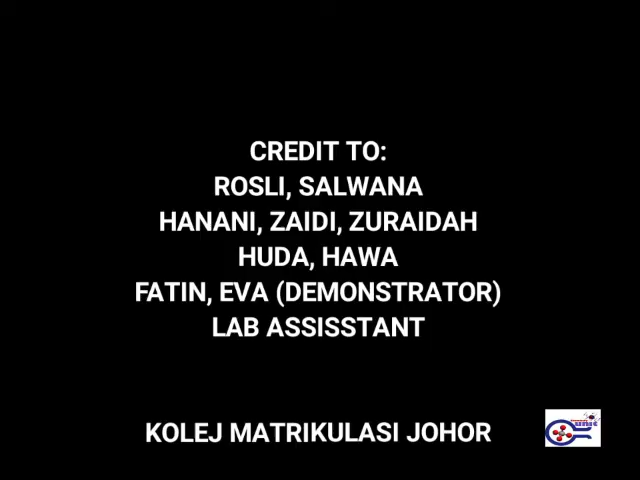 CREDIT TO:
ROSLI, SALWANA
HANANI, ZAIDI, ZURAIDAH
HUDA, HAWA
FATIN, EVA (DEMONSTRATOR)
LAB ASSISSTANT
KOLEJ MATRIKULASI JOHOR